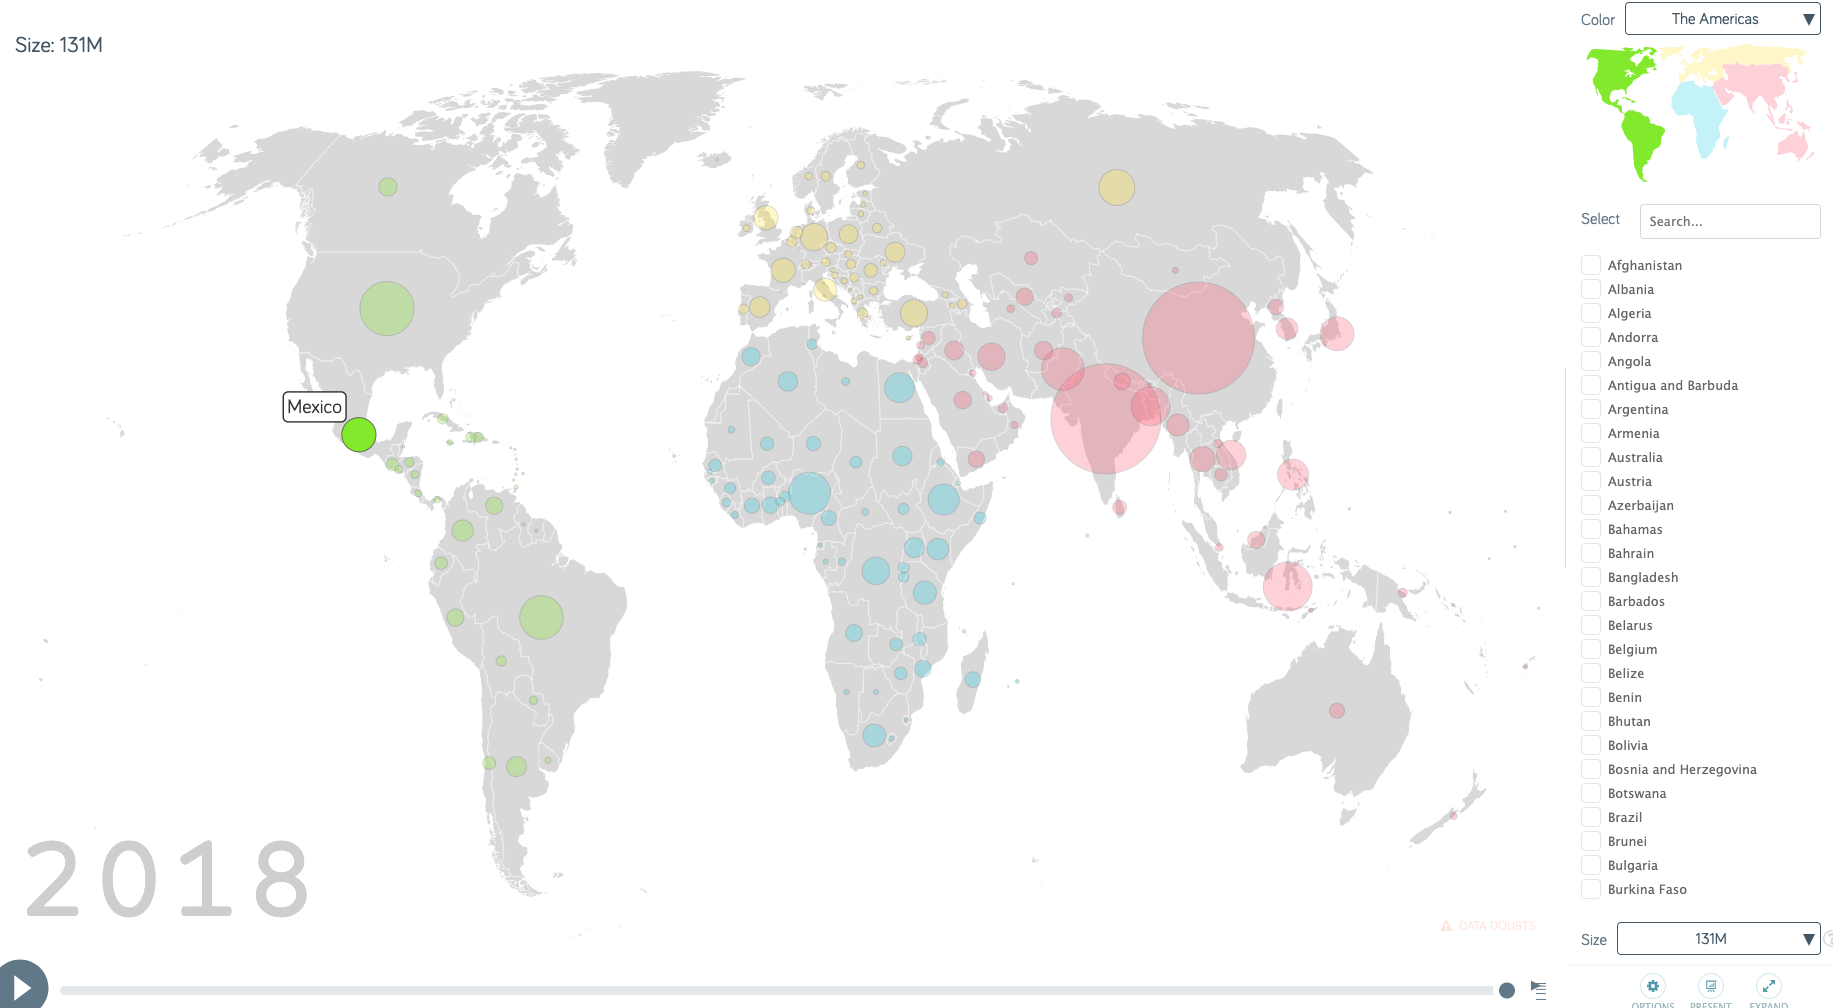 Color
The Americas
Size: 131M
Select
Search...
Afghanistan
Albania
Algeria
Andorra
Angola
Antigua and Barbuda
Argentina
Armenia
Australia
Austria
Azerbaijan
Bahamas
Bahrain
Bangladesh
Barbados
Belarus
Belgium
Belize
Benin
Bhutan
Bolivia
Bosnia and Herzegovina
Botswana
Brazil
Brunei
Bulgaria
Burkina Faso
Mexico
2018
DATA DOUBTS
Size
131M
?
OPTIONS
PRESENT
EXPAND